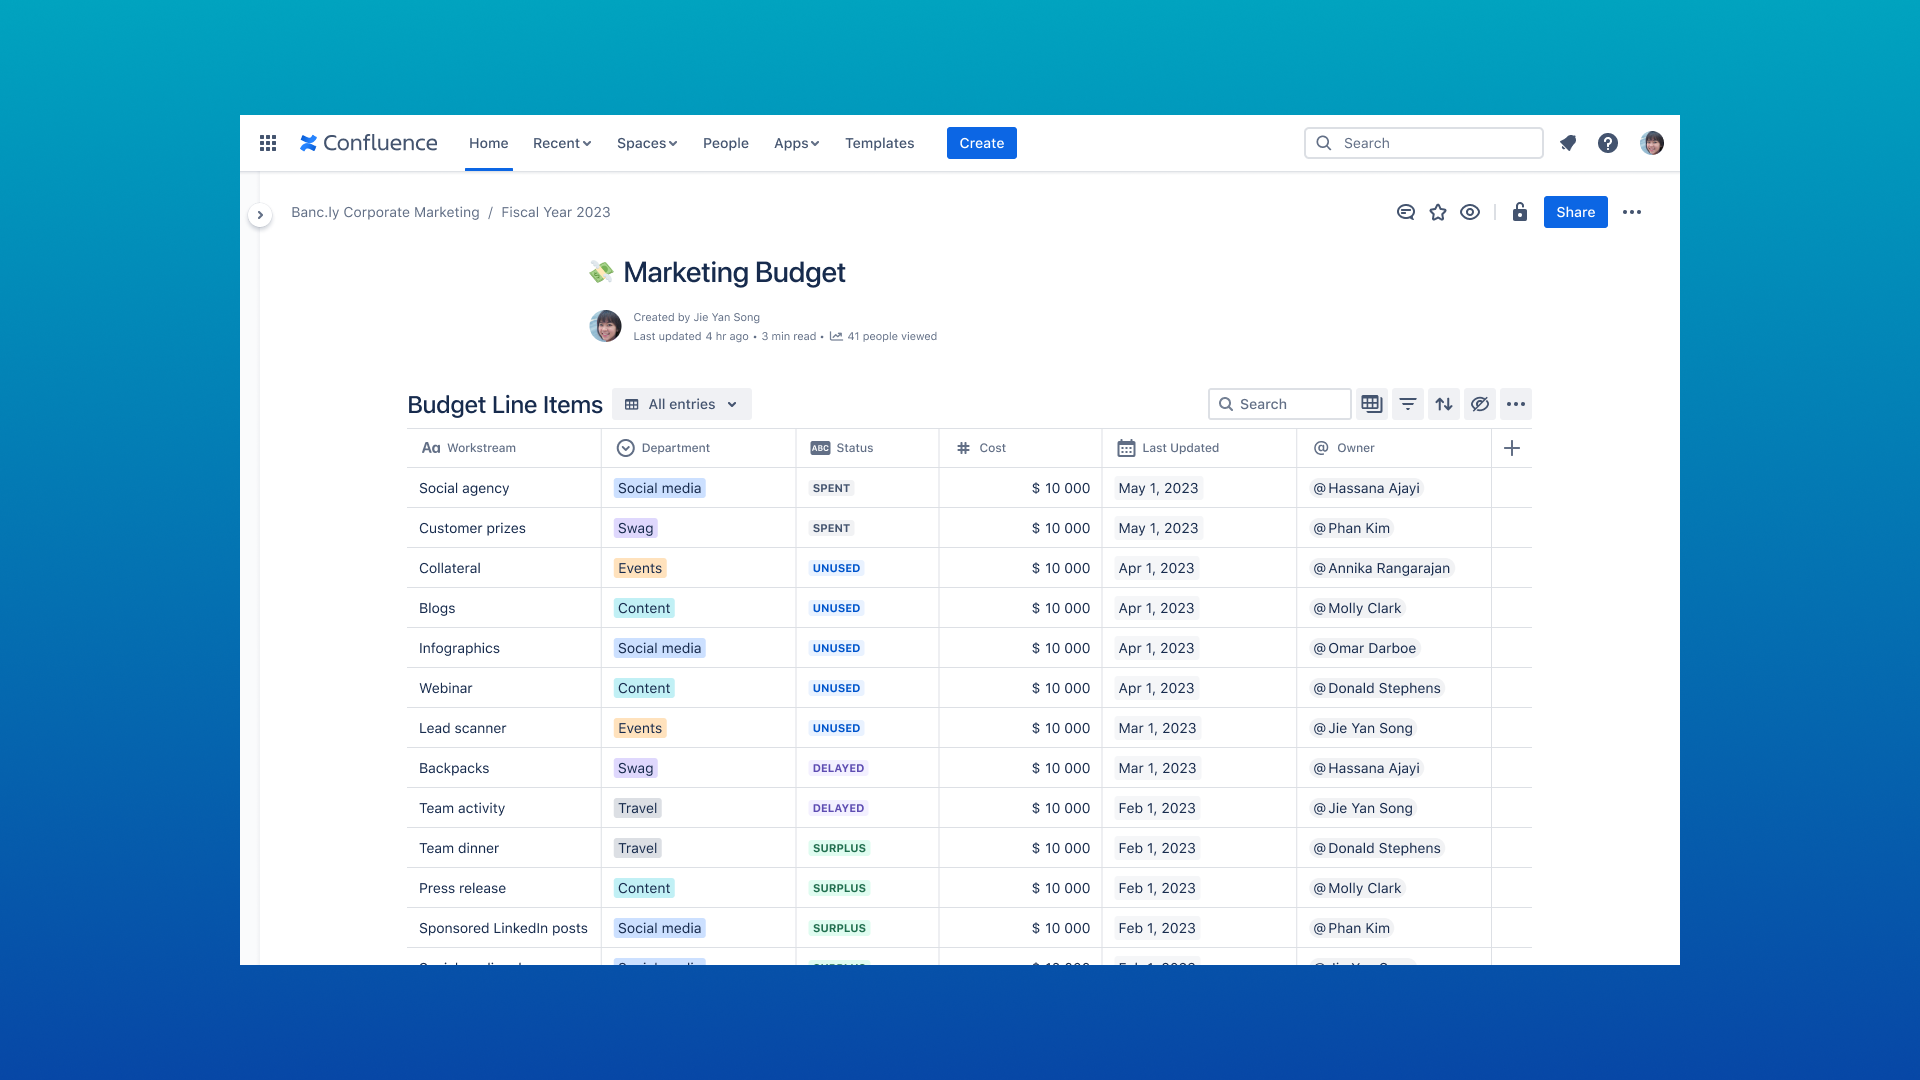 Confluence Home Recent Spaces People Apps Templates Create Search
Banc.ly Corporate Marketing / Fiscal Year 2023 Share
Marketing Budget
Created by Jie Yan Song
Last updated 4 hr ago • 3 min read • 41 people viewed
Budget Line Items All entries Search
Aa Workstream Department ABC Status # Cost Last Updated @ Owner
Social agency Social media SPENT $ 10 000 May 1, 2023 @Hassana Ajayi
Customer prizes Swag SPENT $ 10 000 May 1, 2023 @Phan Kim
Collateral Events UNUSED $ 10 000 Apr 1, 2023 @Annika Rangarajan
Blogs Content UNUSED $ 10 000 Apr 1, 2023 @Molly Clark
Infographics Social media UNUSED $ 10 000 Apr 1, 2023 @Omar Darboe
Webinar Content UNUSED $ 10 000 Apr 1, 2023 @Donald Stephens
Lead scanner Events UNUSED $ 10 000 Mar 1, 2023 @Jie Yan Song
Backpacks Swag DELAYED $ 10 000 Mar 1, 2023 @Hassana Ajayi
Team activity Travel DELAYED $ 10 000 Feb 1, 2023 @Jie Yan Song
Team dinner Travel SURPLUS $ 10 000 Feb 1, 2023 @Donald Stephens
Press release Content SURPLUS $ 10 000 Feb 1, 2023 @Molly Clark
Sponsored LinkedIn posts Social media SURPLUS $ 10 000 Feb 1, 2023 @Phan Kim